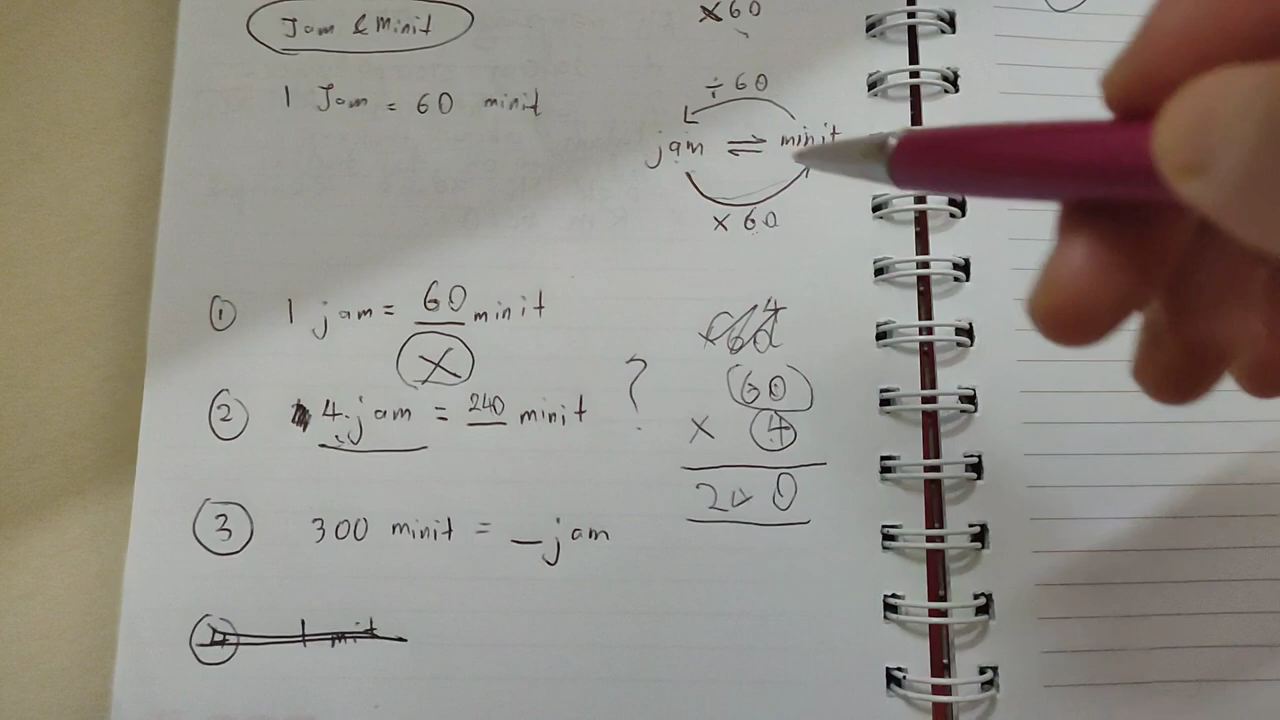 Jam & Minit
×60
1 Jam = 60 minit
÷60
jam ⇌ minit
× 60
① 1 jam = 60 minit
×
② 4 jam = 240 minit ?
60
× 4
240
③ 300 minit = _ jam